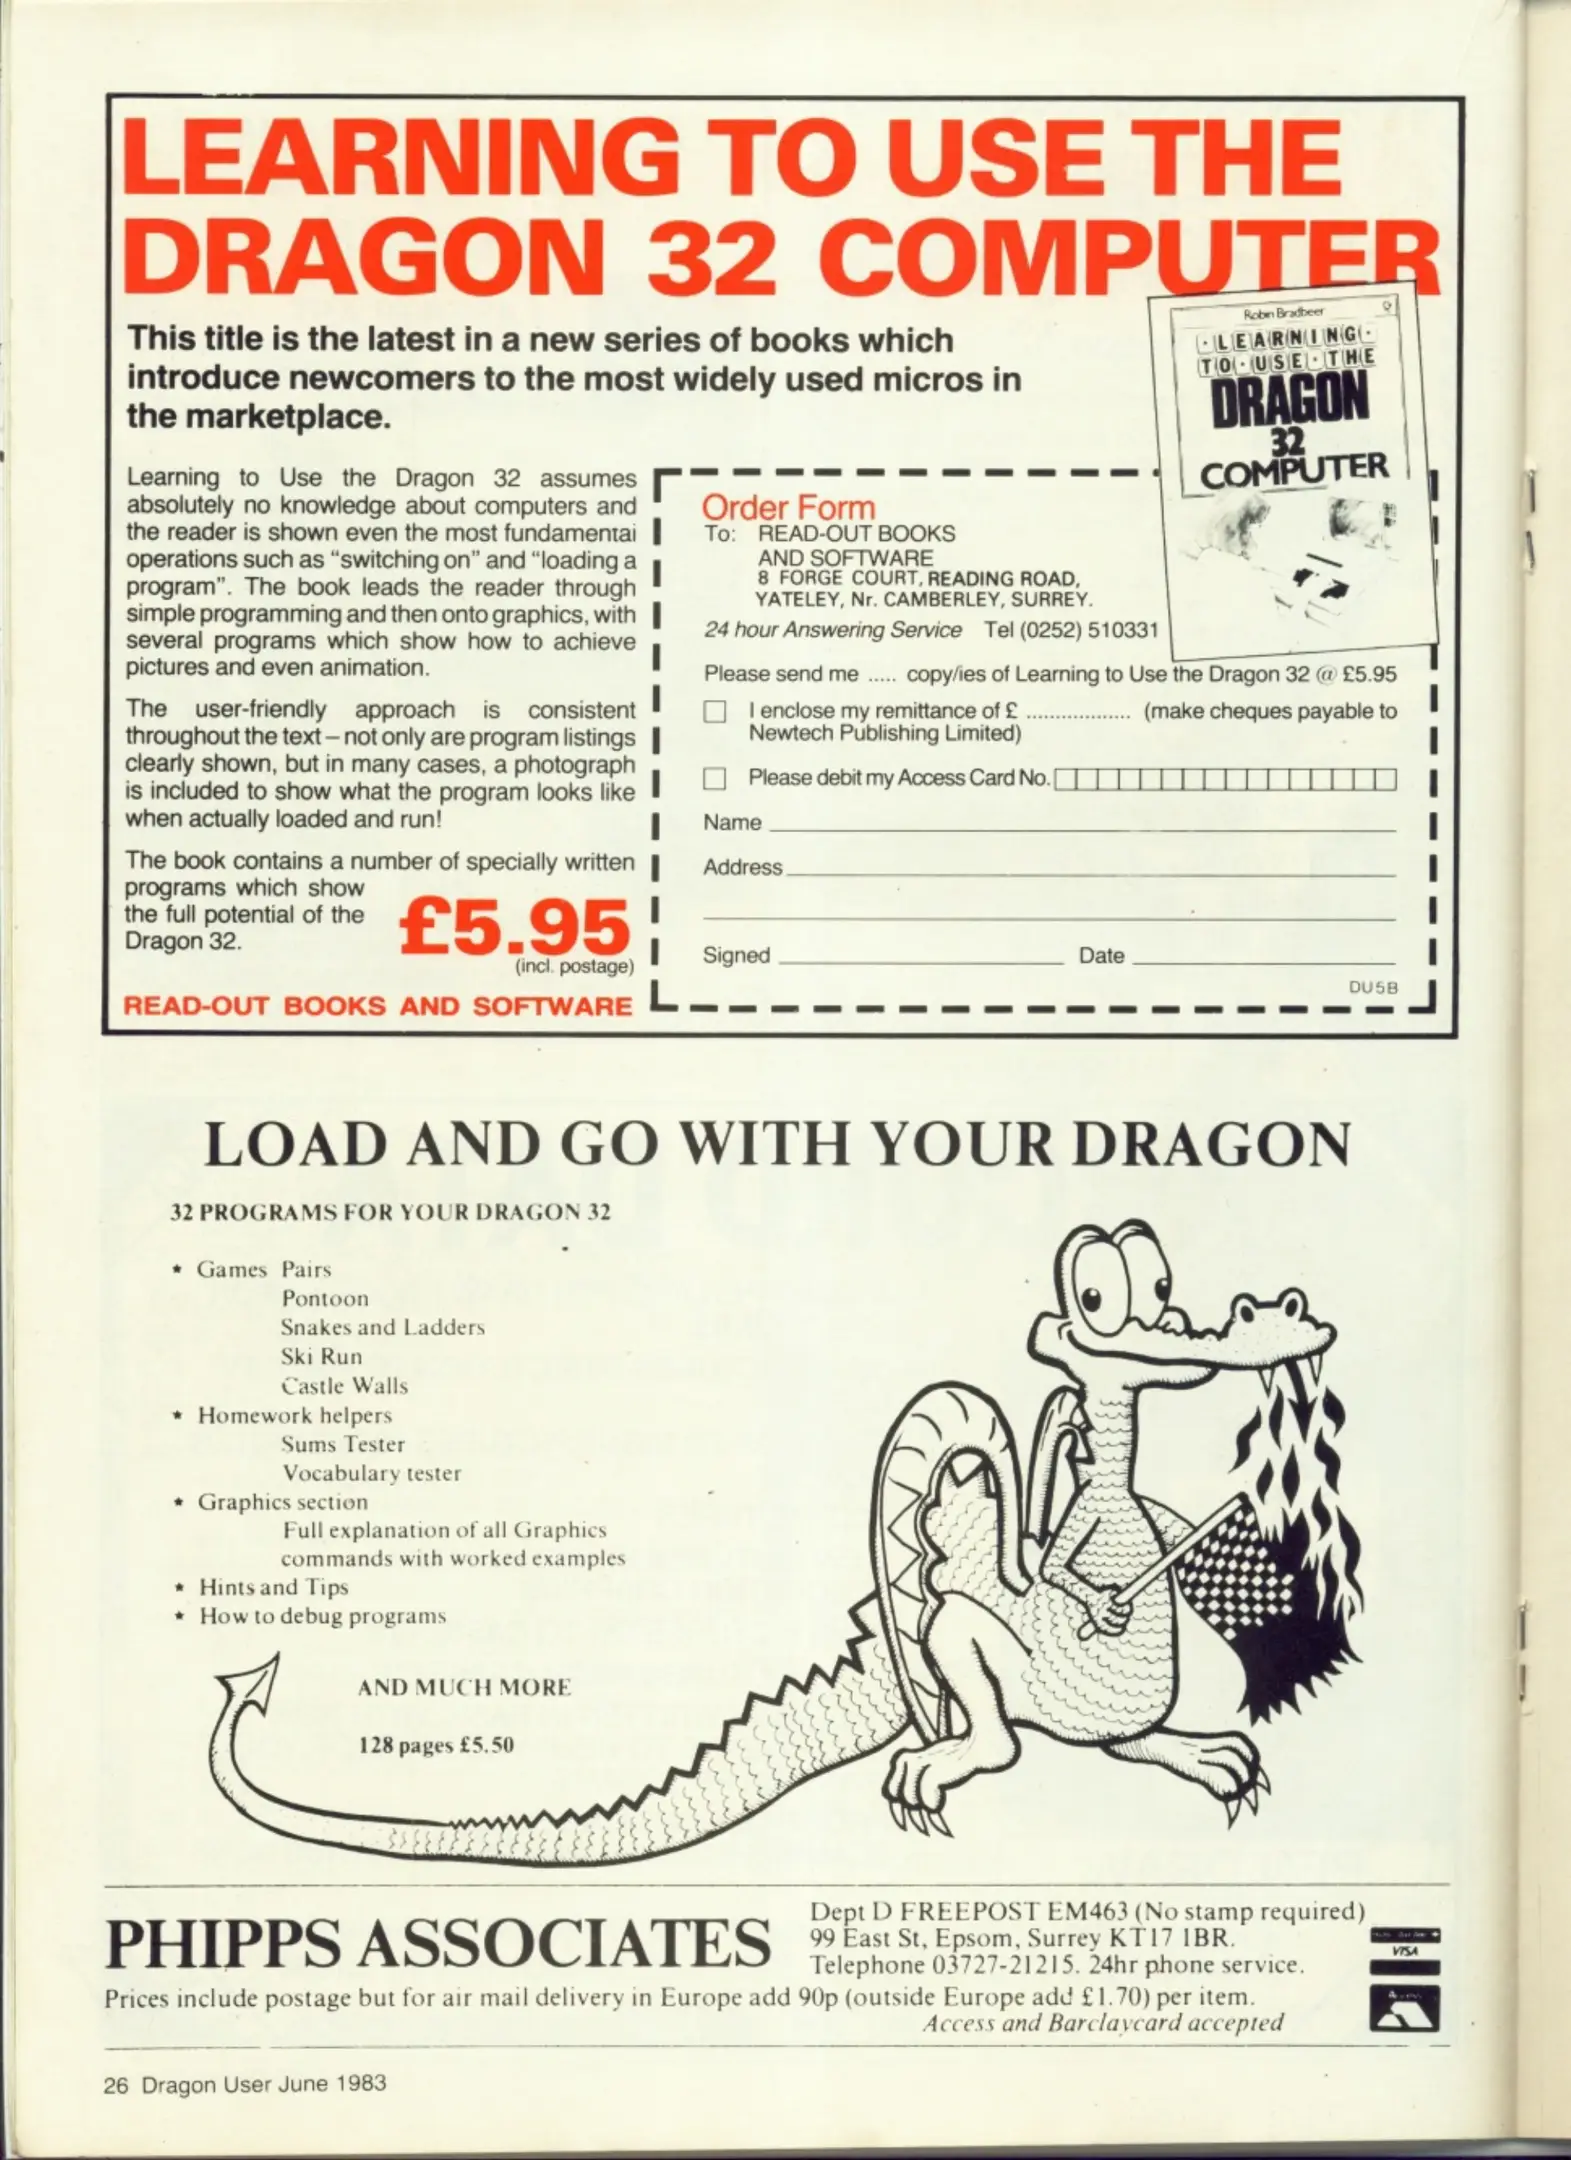 LEARNING TO USE THE
DRAGON 32 COMPUTER
This title is the latest in a new series of books which
introduce newcomers to the most widely used micros in
the marketplace.
Robin Bradbeer
·LEARNING·
TO·USE·THE
DRAGON
32
COMPUTER
Learning to Use the Dragon 32 assumes
absolutely no knowledge about computers and
the reader is shown even the most fundamental
operations such as “switching on” and “loading a
program”. The book leads the reader through
simple programming and then onto graphics, with
several programs which show how to achieve
pictures and even animation.
The user-friendly approach is consistent
throughout the text – not only are program listings
clearly shown, but in many cases, a photograph
is included to show what the program looks like
when actually loaded and run!
The book contains a number of specially written
programs which show
the full potential of the
Dragon 32.
£5.95
(incl. postage)
READ-OUT BOOKS AND SOFTWARE
Order Form
To: READ-OUT BOOKS
AND SOFTWARE
8 FORGE COURT, READING ROAD,
YATELEY, Nr. CAMBERLEY, SURREY.
24 hour Answering Service Tel (0252) 510331
Please send me ..... copy/ies of Learning to Use the Dragon 32 @ £5.95
I enclose my remittance of £ .................. (make cheques payable to
Newtech Publishing Limited)
Please debit my Access Card No.
Name
Address
Signed Date
DU5B
LOAD AND GO WITH YOUR DRAGON
32 PROGRAMS FOR YOUR DRAGON 32
* Games Pairs
Pontoon
Snakes and Ladders
Ski Run
Castle Walls
* Homework helpers
Sums Tester
Vocabulary tester
* Graphics section
Full explanation of all Graphics
commands with worked examples
* Hints and Tips
* How to debug programs
AND MUCH MORE
128 pages £5.50
PHIPPS ASSOCIATES
Dept D FREEPOST EM463 (No stamp required)
99 East St, Epsom, Surrey KT17 1BR.
Telephone 03727-21215. 24hr phone service.
Prices include postage but for air mail delivery in Europe add 90p (outside Europe add £1.70) per item.
Access and Barclaycard accepted
VISA
26 Dragon User June 1983